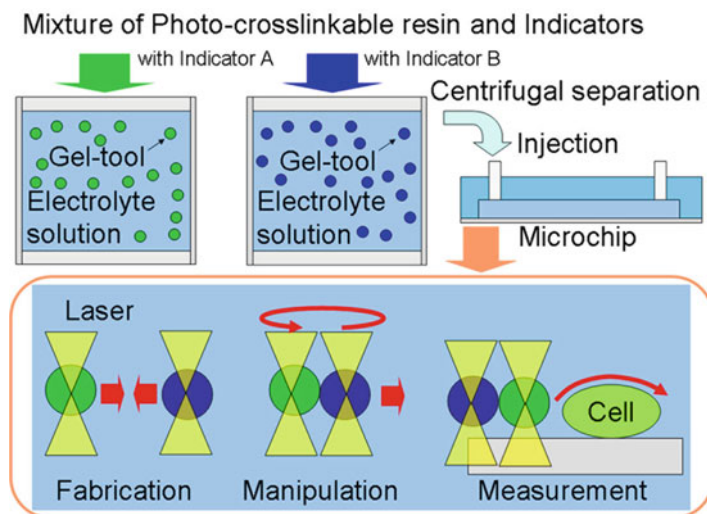 Mixture of Photo-crosslinkable resin and Indicators
with Indicator A
with Indicator B
Centrifugal separation
Gel-tool
Electrolyte
solution
Gel-tool
Electrolyte
solution
Injection
Microchip
Laser
Cell
Fabrication
Manipulation
Measurement